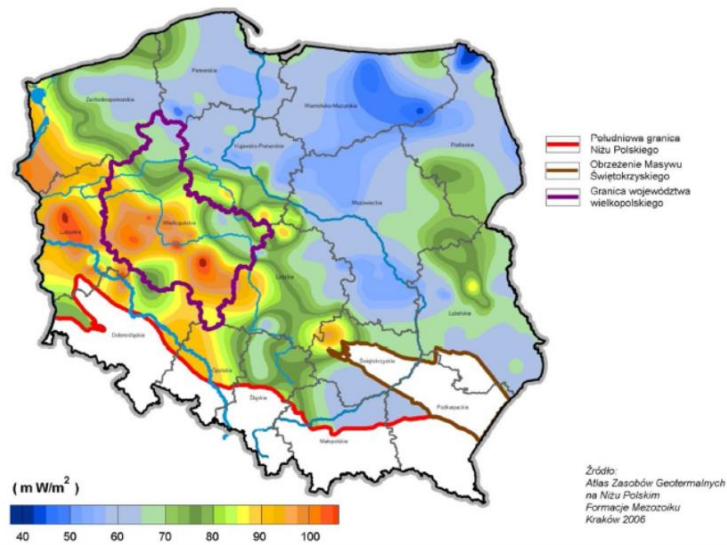 Pomorskie
Zachodniopomorskie
Warmińsko-Mazurskie
Kujawsko-Pomorskie
Podlaskie
Mazowieckie
Wielkopolskie
Lubuskie
Łódzkie
Lubelskie
Dolnośląskie
Opolskie
Śląskie
Świętokrzyskie
Podkarpackie
Małopolskie
Południowa granica
Niżu Polskiego
Obrzeżenie Masywu
Świętokrzyskiego
Granica województwa
wielkopolskiego
( m W/m² )
40 50 60 70 80 90 100
Źródło:
Atlas Zasobów Geotermalnych
na Niżu Polskim
Formacje Mezozoiku
Kraków 2006